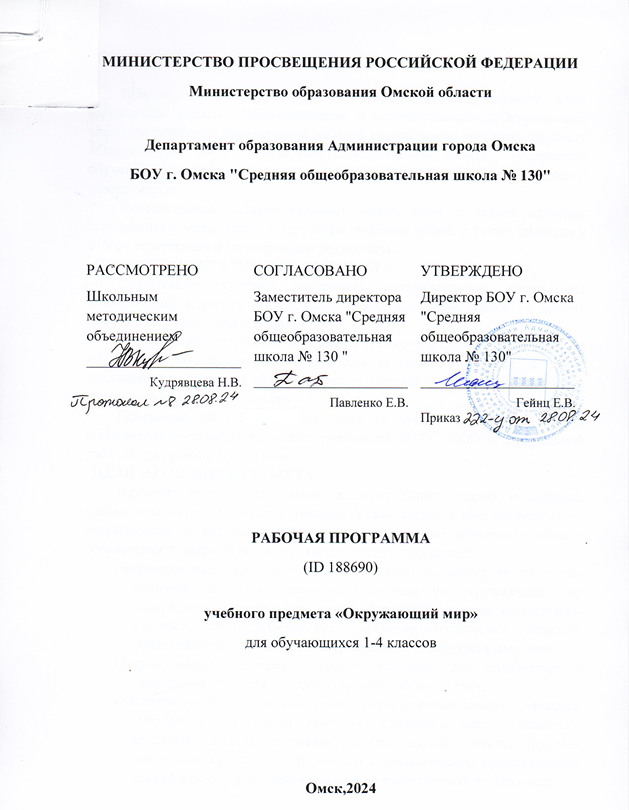 МИНИСТЕРСТВО ПРОСВЕЩЕНИЯ РОССИЙСКОЙ ФЕДЕРАЦИИ
Министерство образования Омской области
Департамент образования Администрации города Омска
БОУ г. Омска "Средняя общеобразовательная школа № 130"
РАССМОТРЕНО
Школьным
методическим
объединением
Кудрявцева Н.В.
Протокол №8 28.08.24
СОГЛАСОВАНО
Заместитель директора
БОУ г. Омска "Средняя
общеобразовательная
школа № 130 "
Павленко Е.В.
УТВЕРЖДЕНО
Директор БОУ г. Омска
"Средняя
общеобразовательная
школа № 130"
Гейнц Е.В.
Приказ 222-у от 28.08.24
РАБОЧАЯ ПРОГРАММА
(ID 188690)
учебного предмета «Окружающий мир»
для обучающихся 1-4 классов
Омск,2024